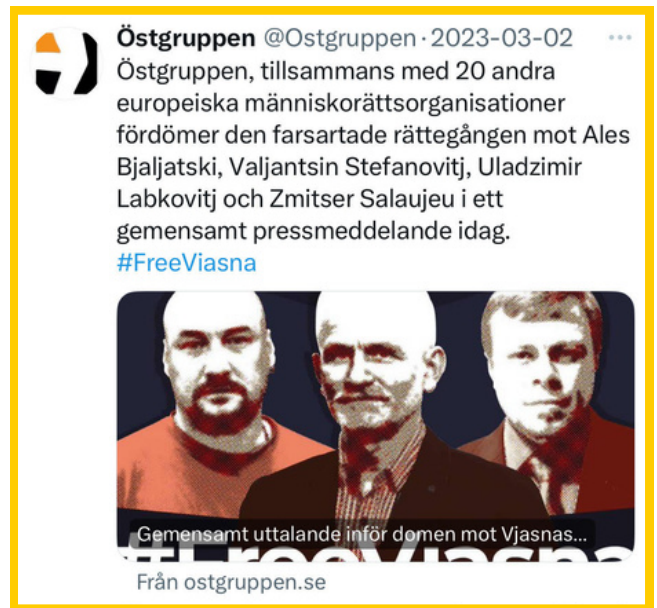 Östgruppen @Ostgruppen · 2023-03-02 ...
Östgruppen, tillsammans med 20 andra
europeiska människorättsorganisationer
fördömer den farsartade rättegången mot Ales
Bjaljatski, Valjantsin Stefanovitj, Uladzimir
Labkovitj och Zmitser Salaujeu i ett
gemensamt pressmeddelande idag.
#FreeViasna
Gemensamt uttalande inför domen mot Vjasnas...
#FreeViasna
Från ostgruppen.se